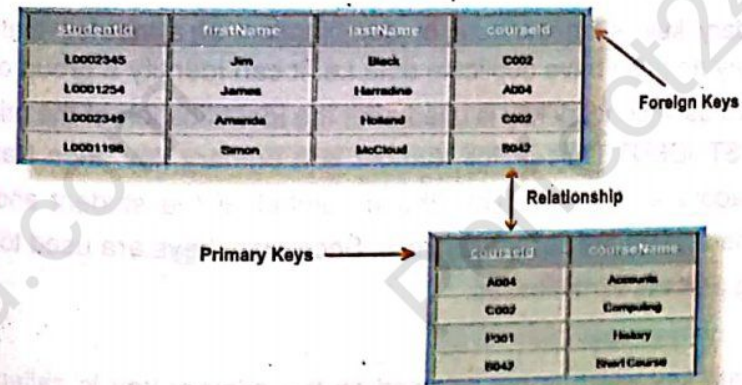 studentId firstName lastName courseId
L0002345 Jim Black C002
L0001254 James Harradine A004
Foreign Keys
L0002349 Amanda Holland C002
L0001198 Simon McCloud B042
Relationship
Primary Keys
courseId courseName
A004 Accounts
C002 Computing
P301 History
B042 Short Course